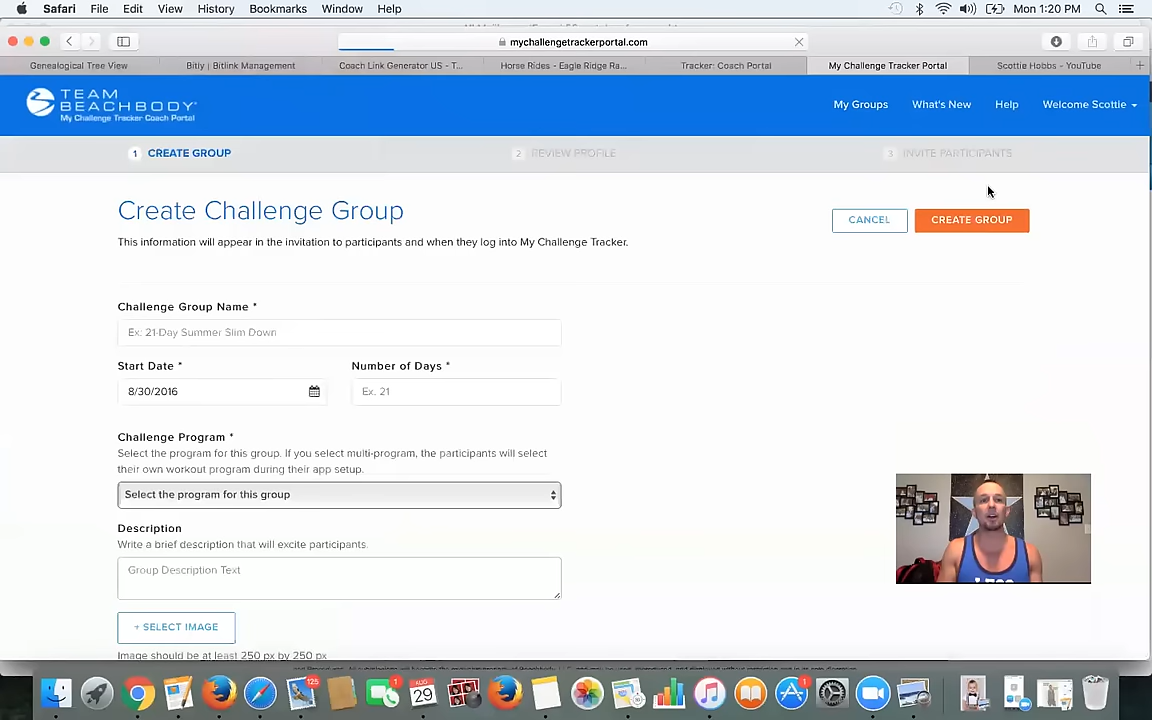 Safari File Edit View History Bookmarks Window Help Mon 1:20 PM
mychallengetrackerportal.com
Genealogical Tree View Bitly | Bitlink Management Coach Link Generator US - T... Horse Rides - Eagle Ridge Ra... Tracker: Coach Portal My Challenge Tracker Portal Scottie Hobbs - YouTube
TEAM
BEACHBODY
My Challenge Tracker Coach Portal
My Groups What's New Help Welcome Scottie
1 CREATE GROUP 2 REVIEW PROFILE 3 INVITE PARTICIPANTS
Create Challenge Group
CANCEL CREATE GROUP
This information will appear in the invitation to participants and when they log into My Challenge Tracker.
Challenge Group Name *
Ex: 21-Day Summer Slim Down
Start Date * Number of Days *
8/30/2016 Ex. 21
Challenge Program *
Select the program for this group. If you select multi-program, the participants will select
their own workout program during their app setup.
Select the program for this group
Description
Write a brief description that will excite participants.
Group Description Text
+ SELECT IMAGE
Image should be at least 250 px by 250 px
125 1 AUG 29 1